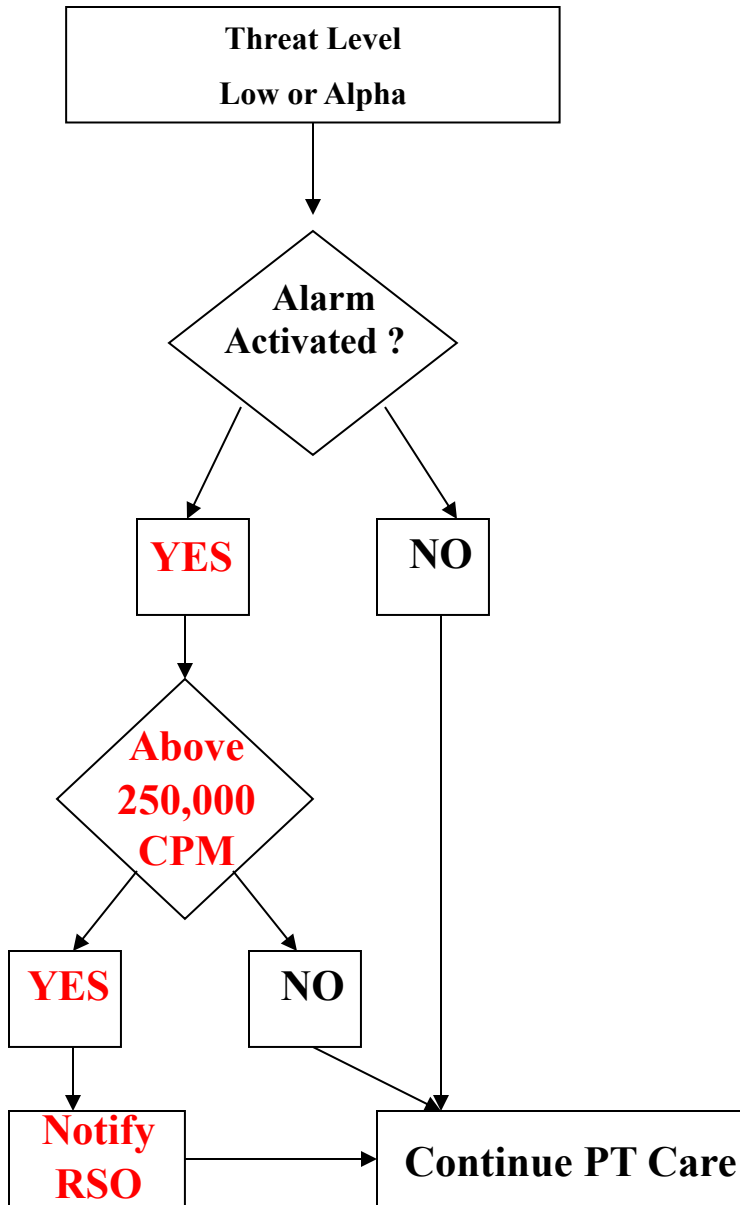 Threat Level
Low or Alpha
Alarm
Activated ?
YES
NO
Above
250,000
CPM
YES
NO
Notify
RSO
Continue PT Care